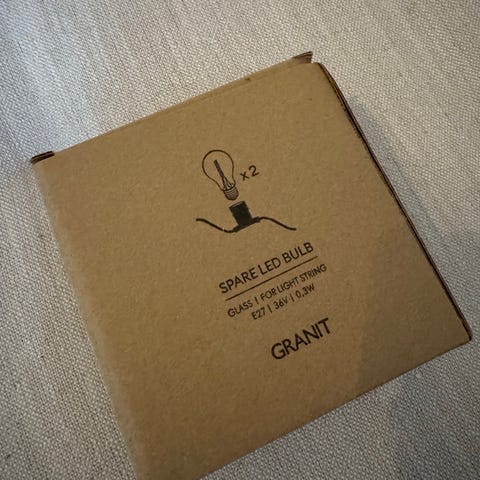 x2
SPARE LED BULB
GLASS | FOR LIGHT STRING
E27 | 36V | 0.3W
GRANIT